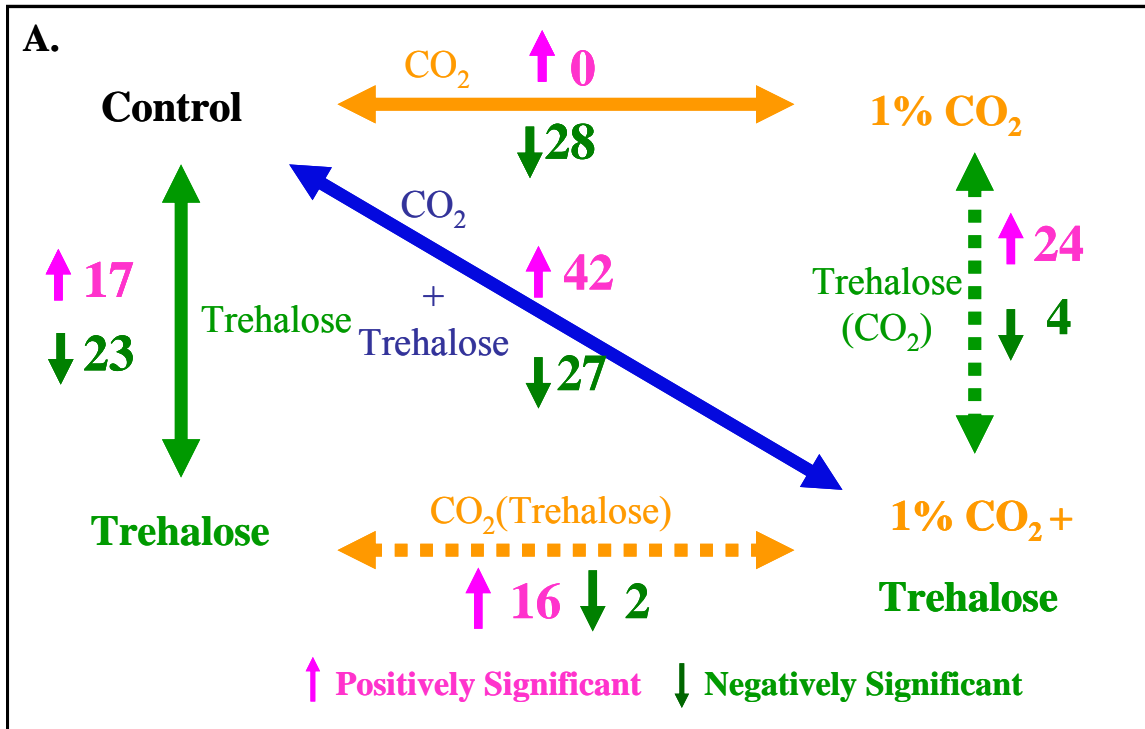 A.
CO₂ ↑ 0
Control
1% CO₂
↓28
CO₂
↑ 17
↓ 23
Trehalose
+
Trehalose
↑ 42
↓27
Trehalose
(CO₂)
↑ 24
↓ 4
Trehalose
CO₂(Trehalose)
↑ 16 ↓ 2
1% CO₂ +
Trehalose
↑ Positively Significant ↓ Negatively Significant